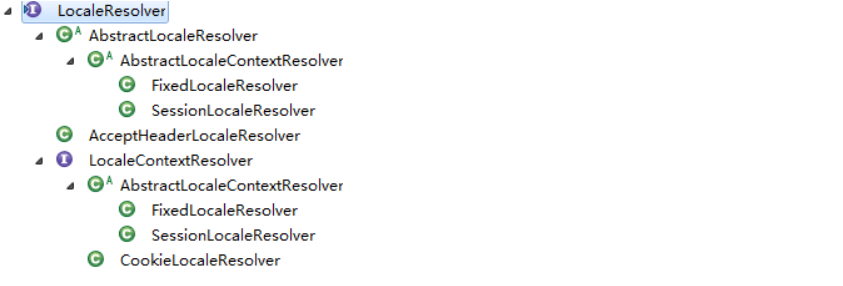 LocaleResolver
AbstractLocaleResolver
AbstractLocaleContextResolver
FixedLocaleResolver
SessionLocaleResolver
AcceptHeaderLocaleResolver
LocaleContextResolver
AbstractLocaleContextResolver
FixedLocaleResolver
SessionLocaleResolver
CookieLocaleResolver